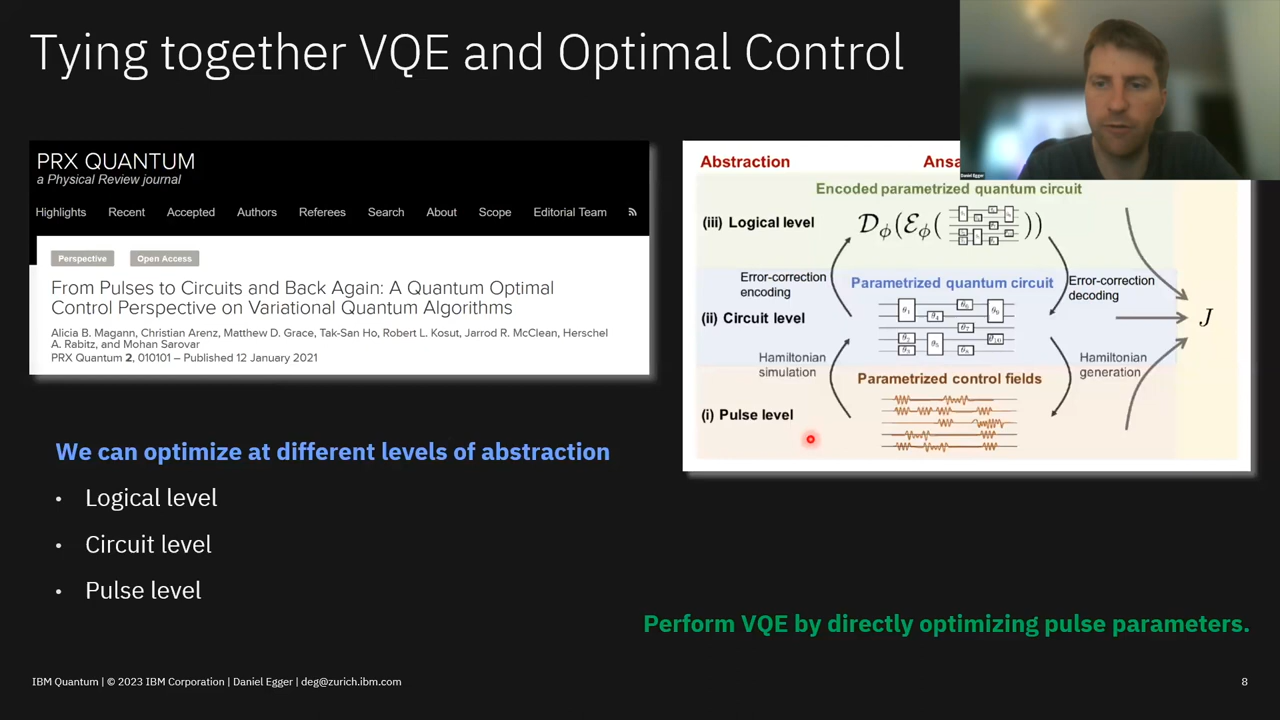 Tying together VQE and Optimal Control
Daniel Egger
PRX QUANTUM
a Physical Review journal
Highlights Recent Accepted Authors Referees Search About Scope Editorial Team
Perspective Open Access
From Pulses to Circuits and Back Again: A Quantum Optimal
Control Perspective on Variational Quantum Algorithms
Alicia B. Magann, Christian Arenz, Matthew D. Grace, Tak-San Ho, Robert L. Kosut, Jarrod R. McClean, Herschel
A. Rabitz, and Mohan Sarovar
PRX Quantum 2, 010101 – Published 12 January 2021
Abstraction Ansa
Encoded parametrized quantum circuit
(iii) Logical level
𝒟ϕ(ℰϕ( ))
Error-correction
encoding
Error-correction
decoding
Parametrized quantum circuit
(ii) Circuit level
J
Hamiltonian
simulation
Hamiltonian
generation
Parametrized control fields
(i) Pulse level
We can optimize at different levels of abstraction
• Logical level
• Circuit level
• Pulse level
Perform VQE by directly optimizing pulse parameters.
IBM Quantum | © 2023 IBM Corporation | Daniel Egger | deg@zurich.ibm.com
8